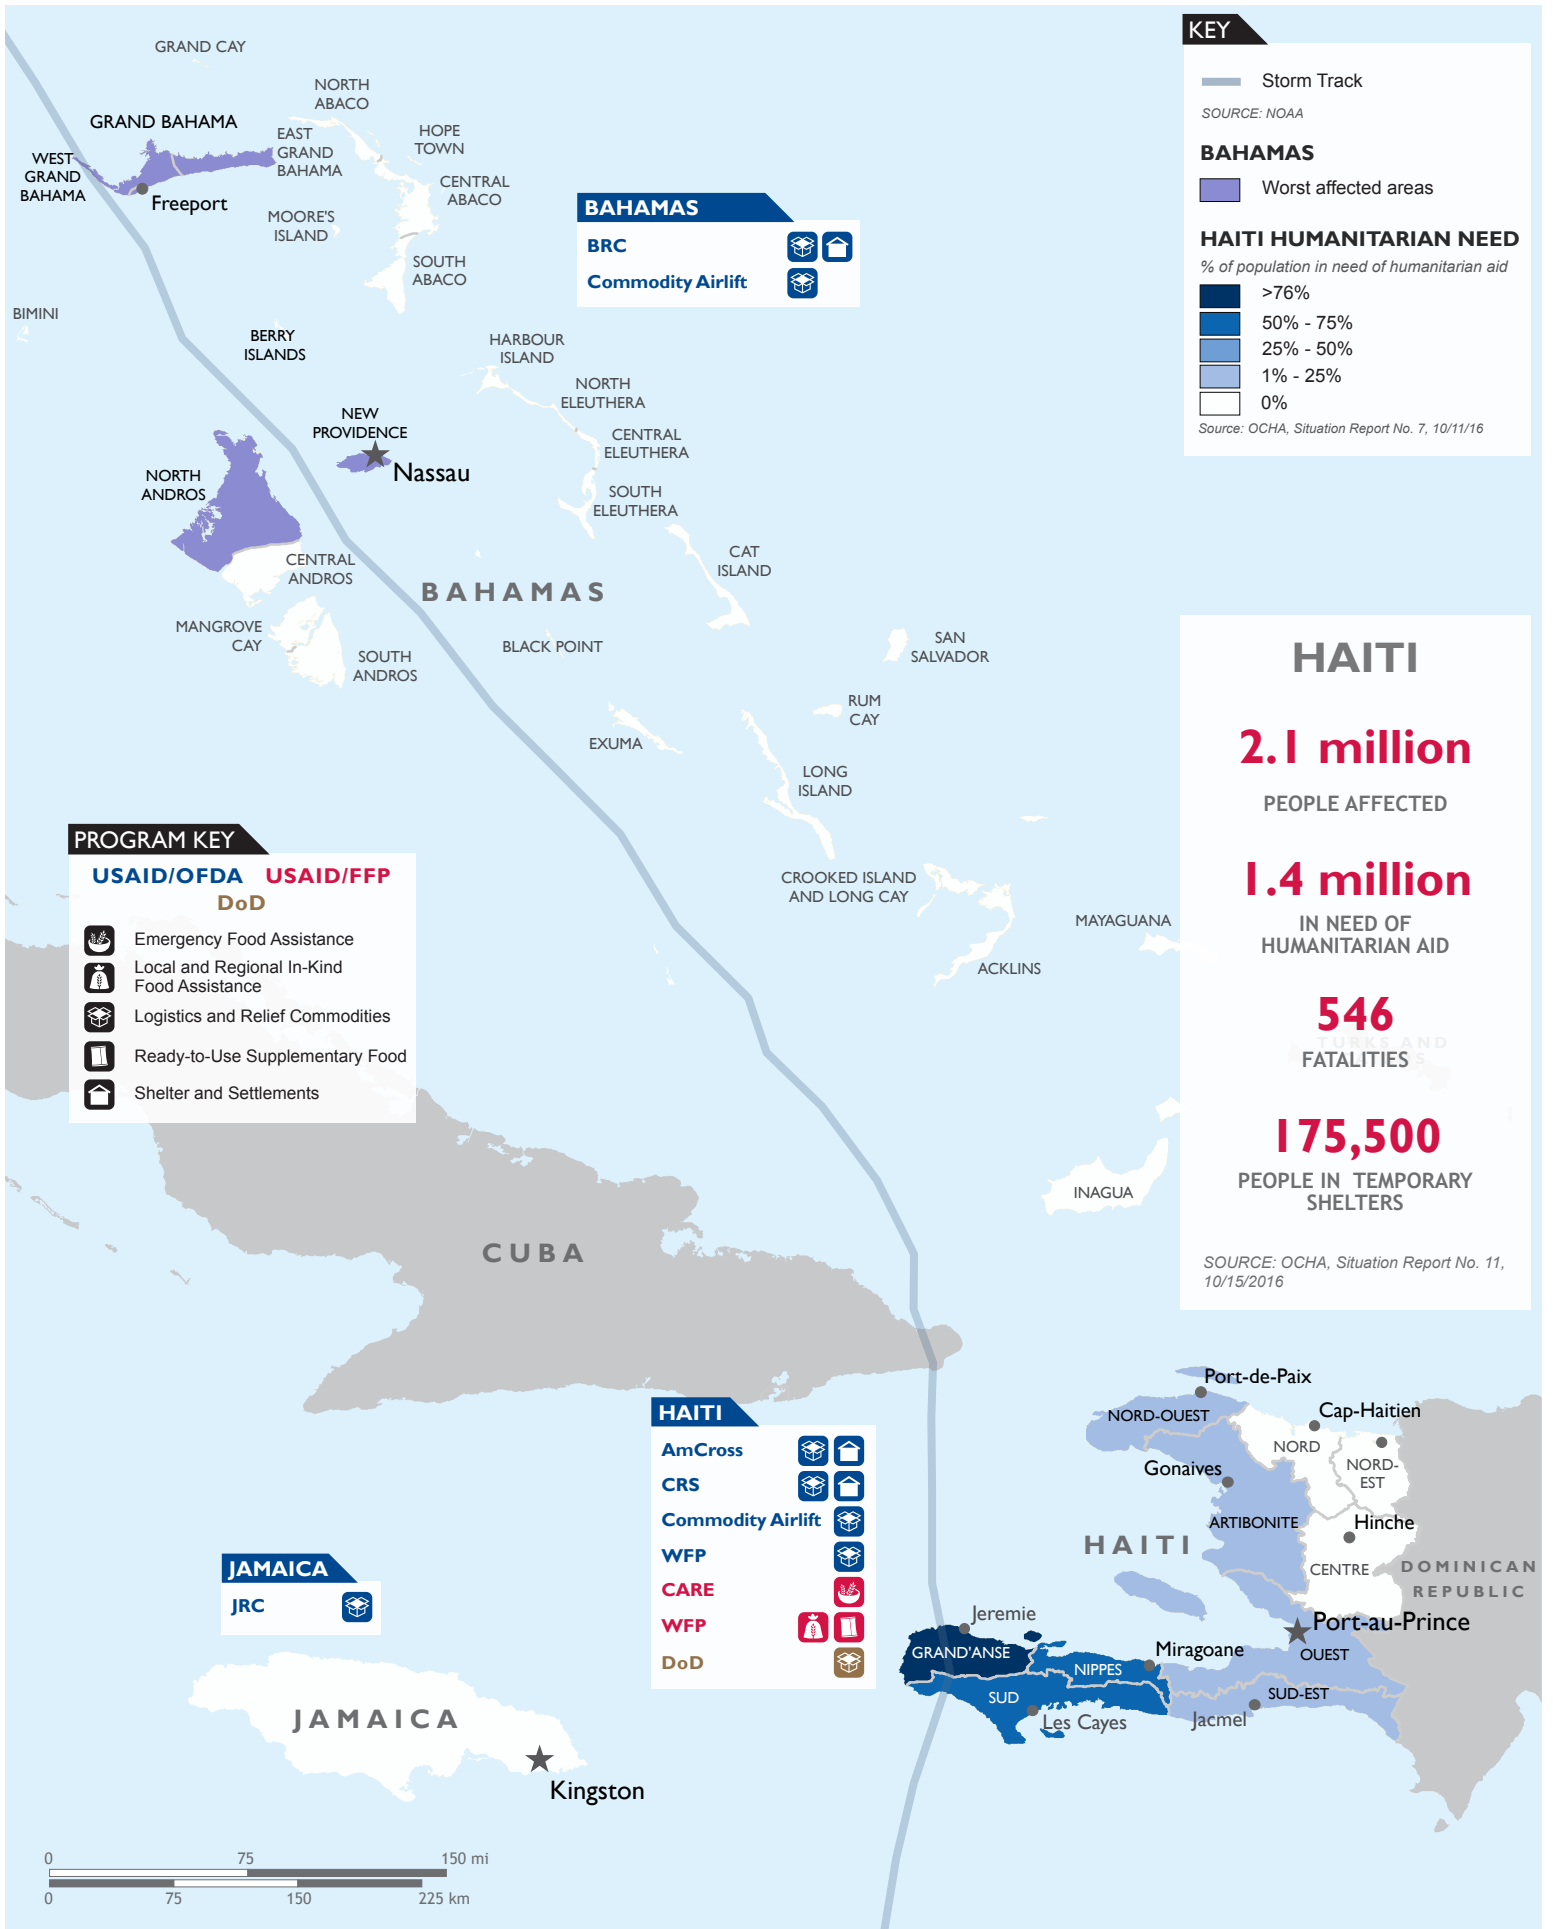 GRAND CAY
NORTH
ABACO
GRAND BAHAMA
EAST
GRAND
BAHAMA
HOPE
TOWN
WEST
GRAND
BAHAMA
CENTRAL
ABACO
Freeport
MOORE'S
ISLAND
SOUTH
ABACO
BIMINI
BERRY
ISLANDS
HARBOUR
ISLAND
NORTH
ELEUTHERA
NEW
PROVIDENCE
Nassau
CENTRAL
ELEUTHERA
NORTH
ANDROS
SOUTH
ELEUTHERA
CENTRAL
ANDROS
CAT
ISLAND
BAHAMAS
MANGROVE
CAY
SOUTH
ANDROS
BLACK POINT
SAN
SALVADOR
RUM
CAY
EXUMA
LONG
ISLAND
CROOKED ISLAND
AND LONG CAY
MAYAGUANA
ACKLINS
INAGUA
TURKS AND
BAHAMAS
BRC
Commodity Airlift
KEY
Storm Track
SOURCE: NOAA
BAHAMAS
Worst affected areas
HAITI HUMANITARIAN NEED
% of population in need of humanitarian aid
>76%
50% - 75%
25% - 50%
1% - 25%
0%
Source: OCHA, Situation Report No. 7, 10/11/16
HAITI
2.1 million
PEOPLE AFFECTED
1.4 million
IN NEED OF
HUMANITARIAN AID
546
FATALITIES
175,500
PEOPLE IN TEMPORARY
SHELTERS
SOURCE: OCHA, Situation Report No. 11,
10/15/2016
PROGRAM KEY
USAID/OFDA USAID/FFP
DoD
Emergency Food Assistance
Local and Regional In-Kind
Food Assistance
Logistics and Relief Commodities
Ready-to-Use Supplementary Food
Shelter and Settlements
CUBA
HAITI
AmCross
CRS
Commodity Airlift
WFP
CARE
WFP
DoD
JAMAICA
JRC
JAMAICA
Kingston
Port-de-Paix
NORD-OUEST
Cap-Haitien
NORD
NORD-
EST
Gonaives
ARTIBONITE
Hinche
HAITI
CENTRE
DOMINICAN
REPUBLIC
Jeremie
Port-au-Prince
GRAND'ANSE
Miragoane
OUEST
NIPPES
SUD
SUD-EST
Les Cayes
Jacmel
0 75 150 mi
0 75 150 225 km